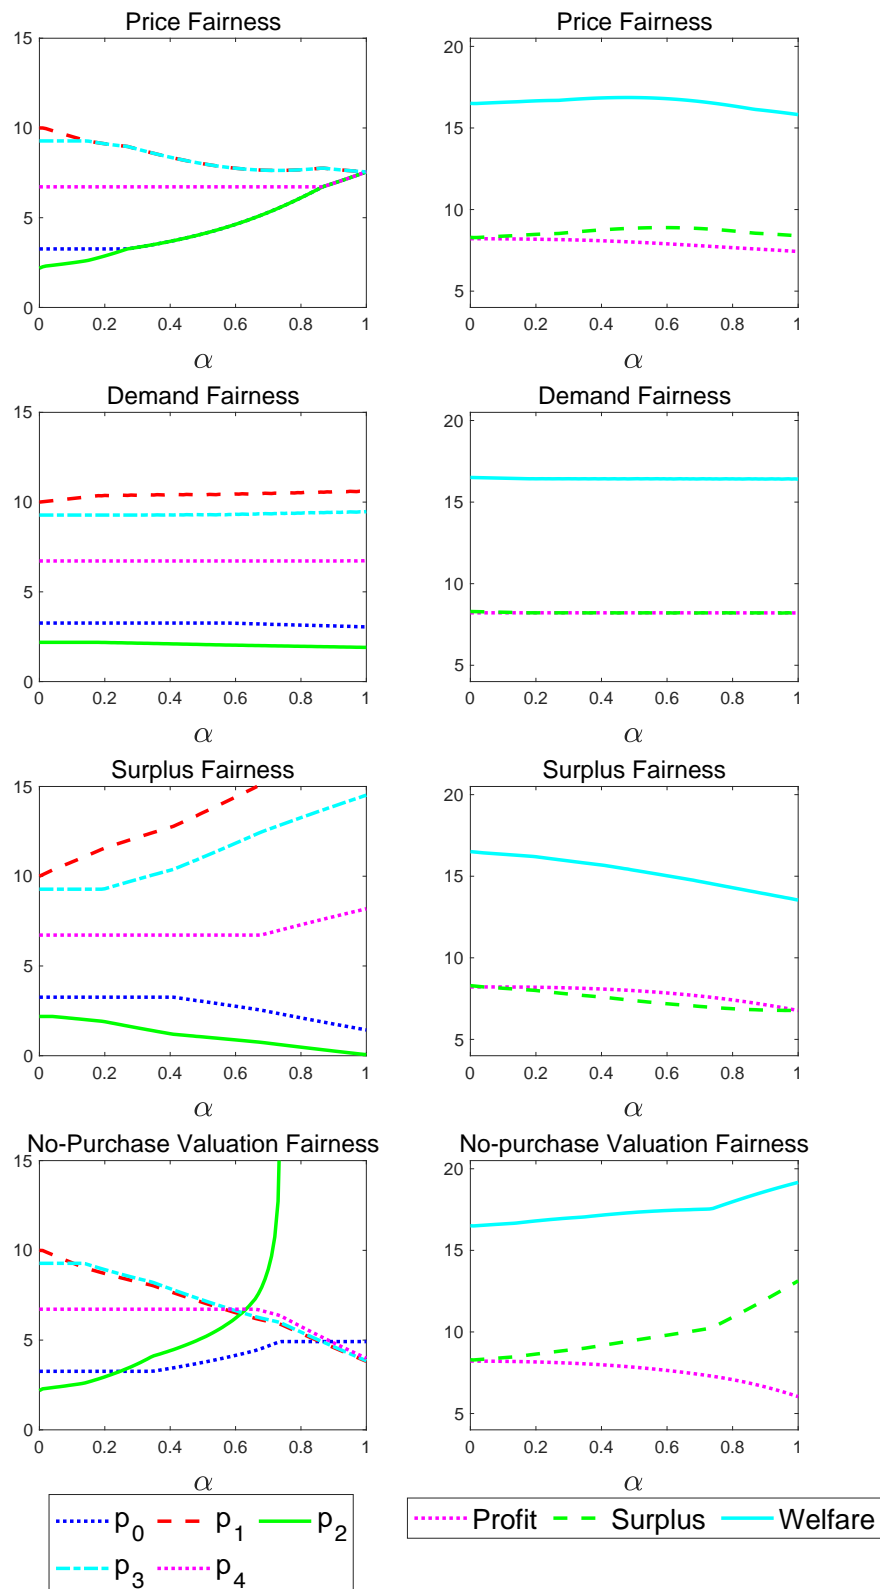 Price Fairness
Price Fairness
15
10
5
0
0 0.2 0.4 0.6 0.8 1
α
20
15
10
5
0 0.2 0.4 0.6 0.8 1
α
Demand Fairness
Demand Fairness
15
10
5
0
0 0.2 0.4 0.6 0.8 1
α
20
15
10
5
0 0.2 0.4 0.6 0.8 1
α
Surplus Fairness
Surplus Fairness
15
10
5
0
0 0.2 0.4 0.6 0.8 1
α
20
15
10
5
0 0.2 0.4 0.6 0.8 1
α
No-Purchase Valuation Fairness
No-purchase Valuation Fairness
15
10
5
0
0 0.2 0.4 0.6 0.8 1
α
20
15
10
5
0 0.2 0.4 0.6 0.8 1
α
p_0 p_1 p_2
p_3 p_4
Profit Surplus Welfare